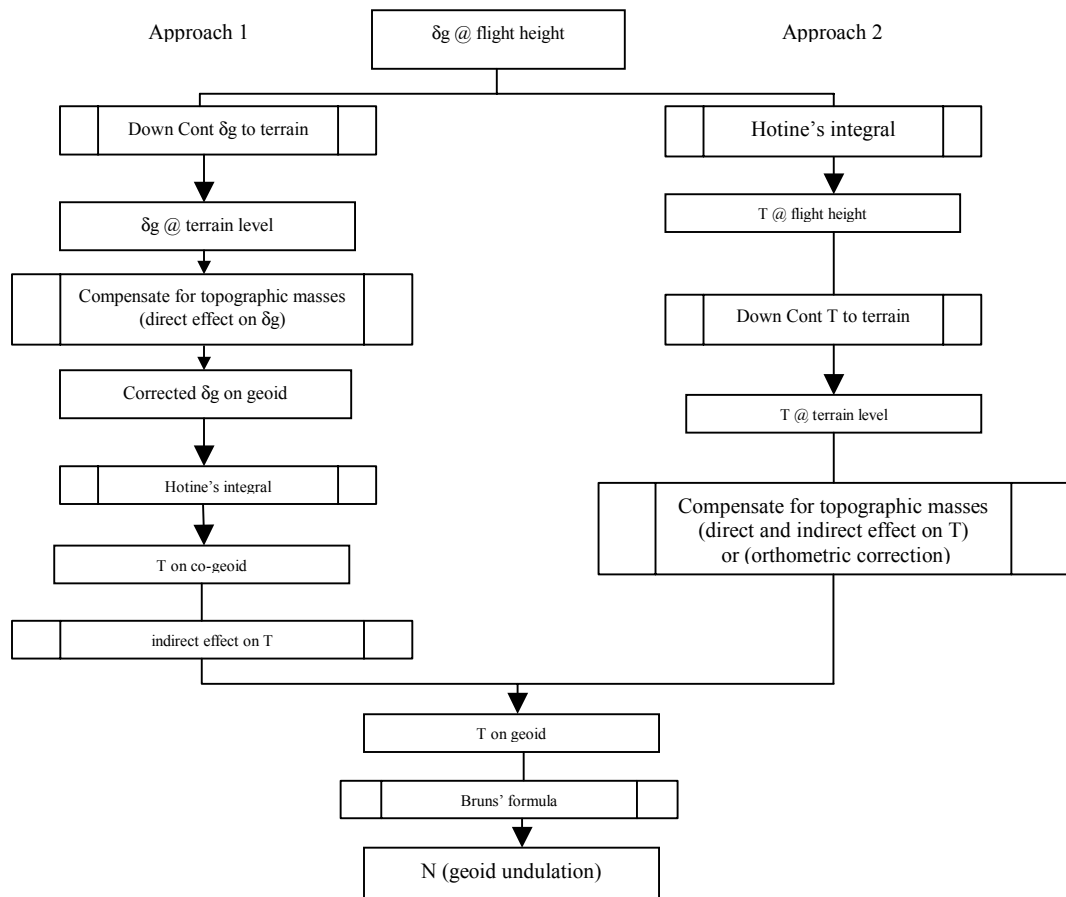 Approach 1
δg @ flight height
Approach 2
Down Cont δg to terrain
δg @ terrain level
Compensate for topographic masses
(direct effect on δg)
Corrected δg on geoid
Hotine's integral
T on co-geoid
indirect effect on T
Hotine's integral
T @ flight height
Down Cont T to terrain
T @ terrain level
Compensate for topographic masses
(direct and indirect effect on T)
or (orthometric correction)
T on geoid
Bruns' formula
N (geoid undulation)